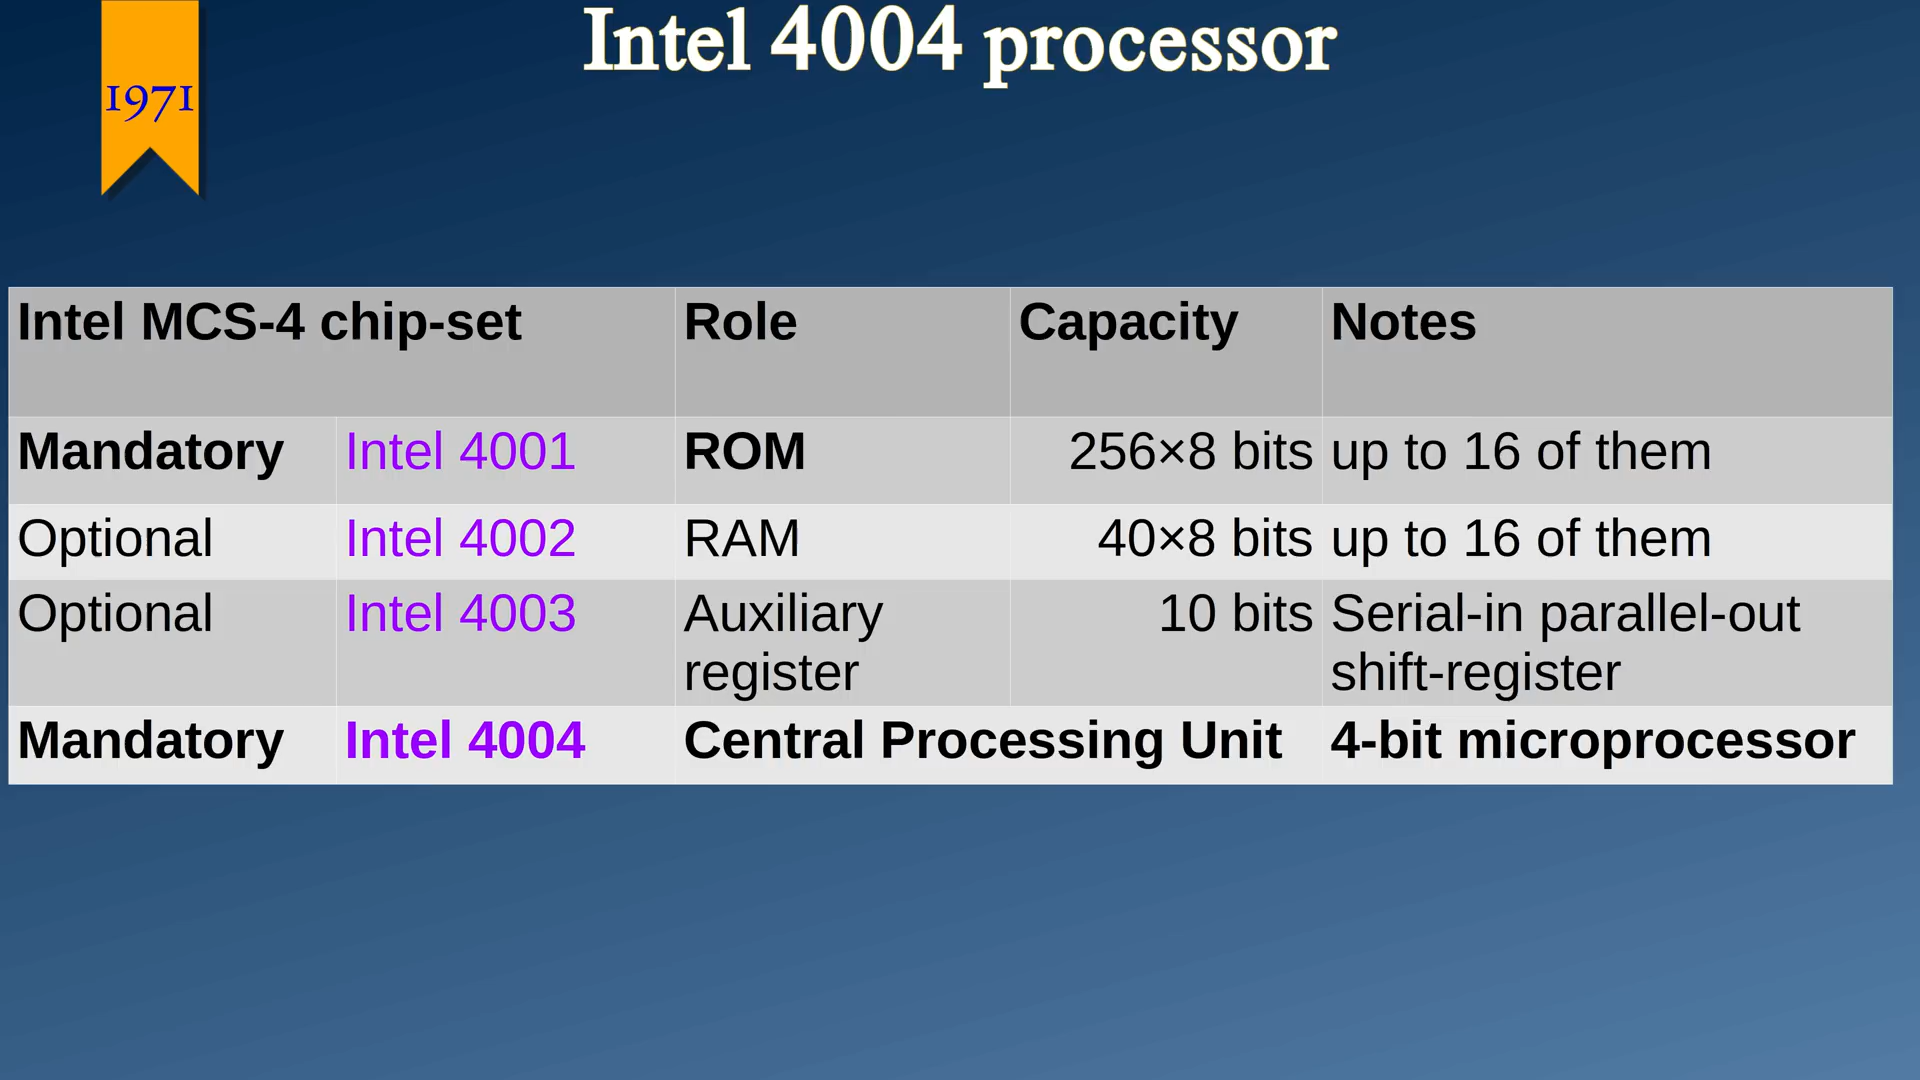 Intel 4004 processor
1971
Intel MCS-4 chip-set Role Capacity Notes
Mandatory Intel 4001 ROM 256×8 bits up to 16 of them
Optional Intel 4002 RAM 40×8 bits up to 16 of them
Optional Intel 4003 Auxiliary register 10 bits Serial-in parallel-out shift-register
Mandatory Intel 4004 Central Processing Unit 4-bit microprocessor